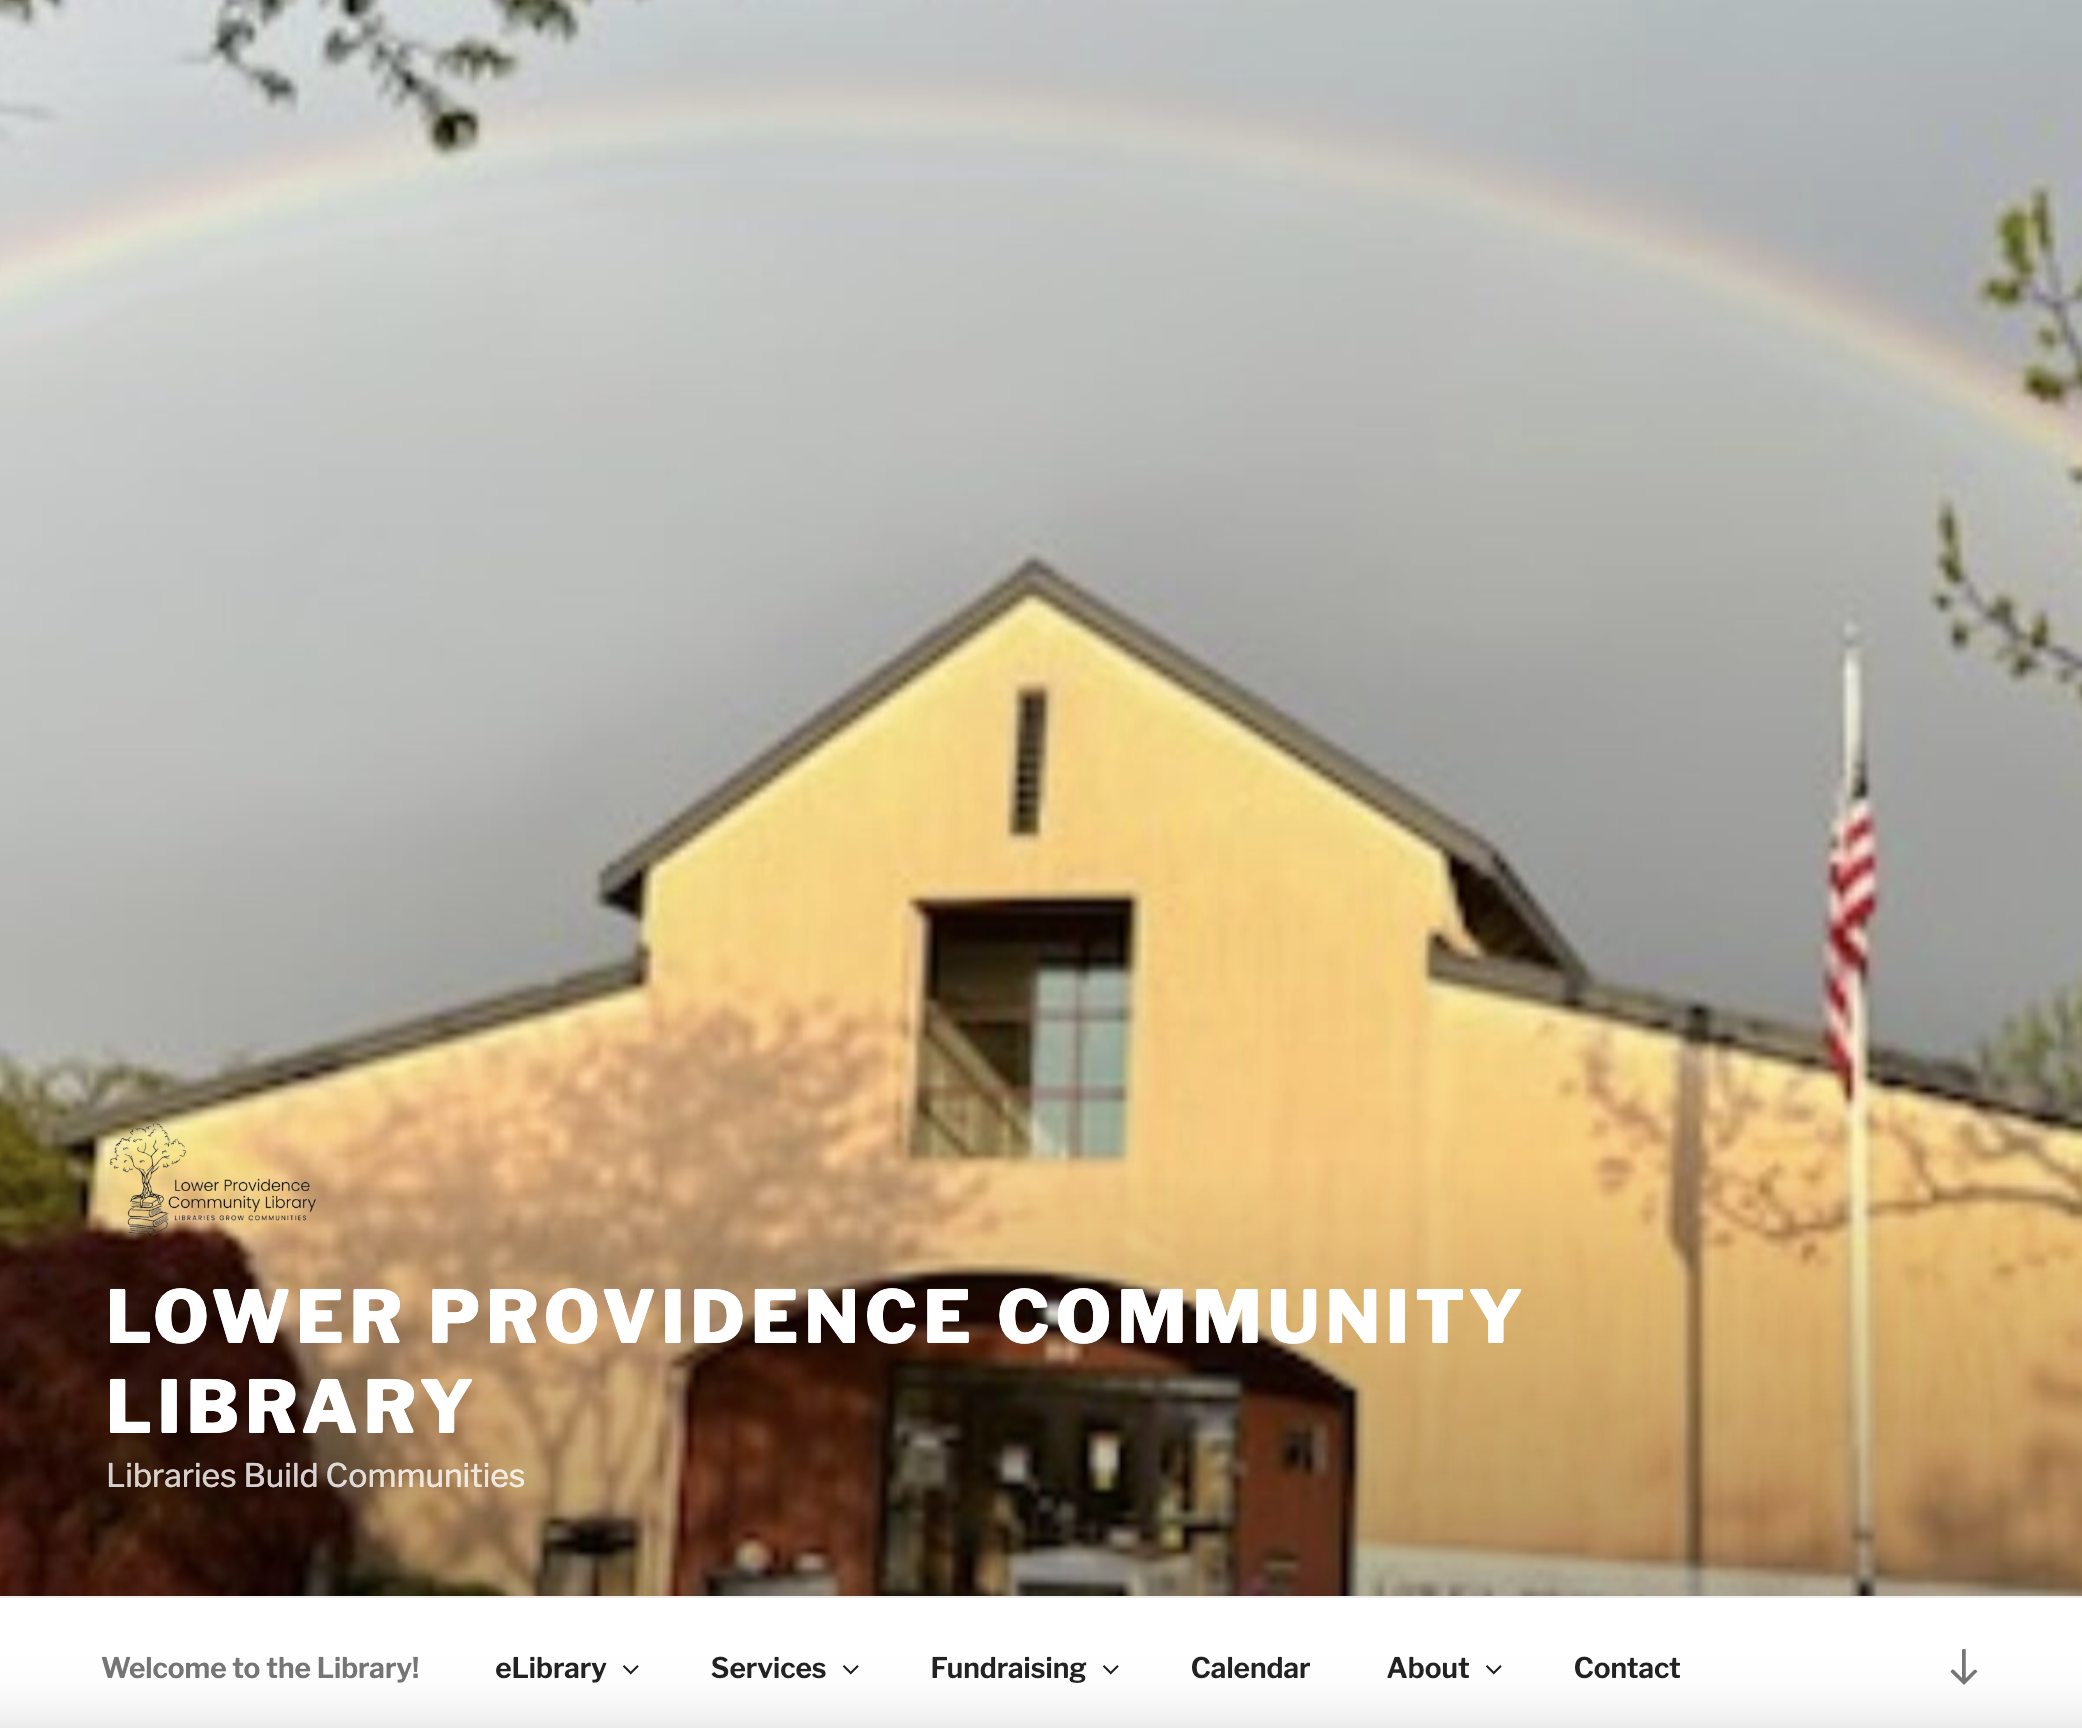 Lower Providence
Community Library
LIBRARIES GROW COMMUNITIES
LOWER PROVIDENCE COMMUNITY
LIBRARY
Libraries Build Communities
Welcome to the Library!
eLibrary
Services
Fundraising
Calendar
About
Contact